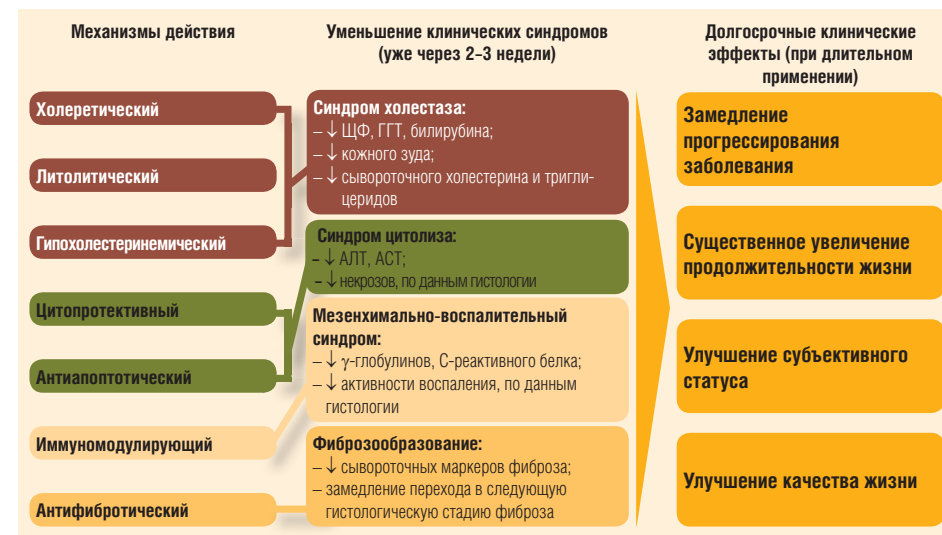 Механизмы действия
Холеретический
Литолитический
Гипохолестеринемический
Цитопротективный
Антиапоптотический
Иммуномодулирующий
Антифибротический
Уменьшение клинических синдромов
(уже через 2–3 недели)
Синдром холестаза:
– ↓ ЩФ, ГГТ, билирубина;
– ↓ кожного зуда;
– ↓ сывороточного холестерина и тригли-
церидов
Синдром цитолиза:
– ↓ АЛТ, АСТ;
– ↓ некрозов, по данным гистологии
Мезенхимально-воспалительный
синдром:
– ↓ γ-глобулинов, С-реактивного белка;
– ↓ активности воспаления, по данным
гистологии
Фиброзообразование:
– ↓ сывороточных маркеров фиброза;
– замедление перехода в следующую
гистологическую стадию фиброза
Долгосрочные клинические
эффекты (при длительном
применении)
Замедление
прогрессирования
заболевания
Существенное увеличение
продолжительности жизни
Улучшение субъективного
статуса
Улучшение качества жизни